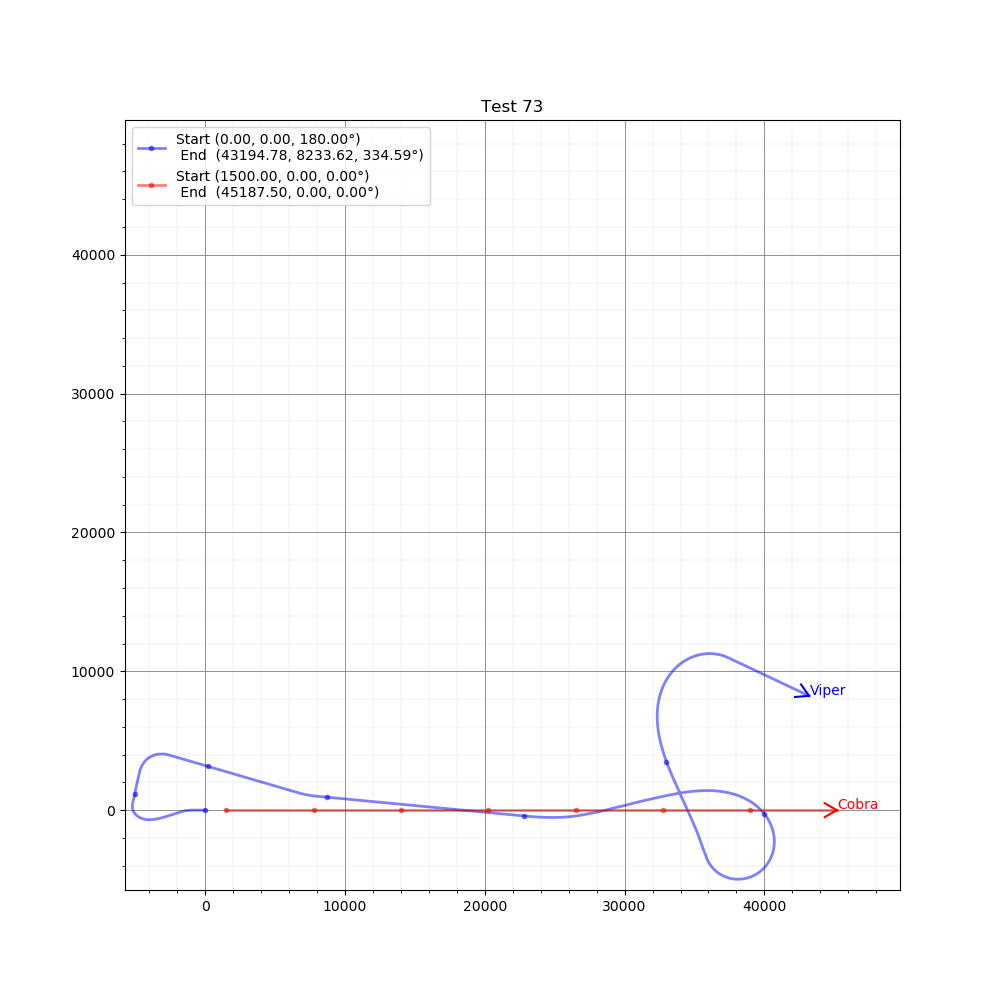 Test 73
Start (0.00, 0.00, 180.00°)
End  (43194.78, 8233.62, 334.59°)
Start (1500.00, 0.00, 0.00°)
End  (45187.50, 0.00, 0.00°)
40000
30000
20000
10000
0
Viper
Cobra
0
10000
20000
30000
40000